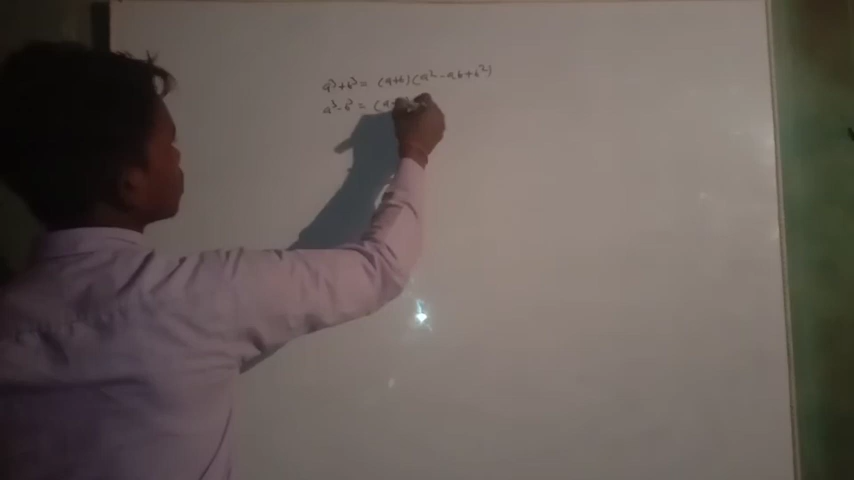 a³+b³= (a+b)(a²-ab+b²)
a³-b³ = (a-